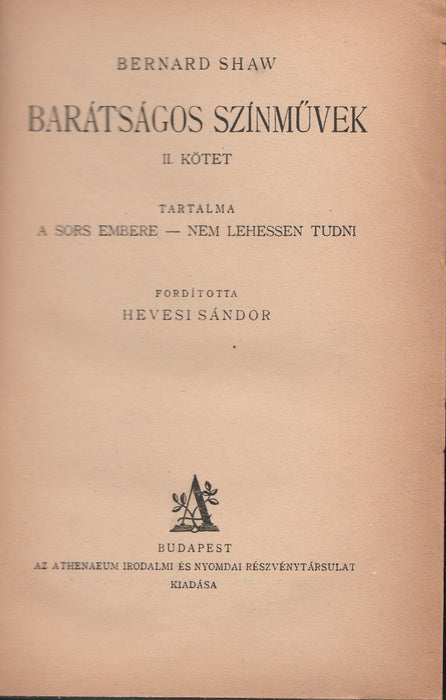 BERNARD SHAW
BARÁTSÁGOS SZÍNMŰVEK
II. KÖTET
TARTALMA
A SORS EMBERE — NEM LEHESSEN TUDNI
FORDÍTOTTA
HEVESI SÁNDOR
A
BUDAPEST
AZ ATHENAEUM IRODALMI ÉS NYOMDAI RÉSZVÉNYTÁRSULAT
KIADÁSA